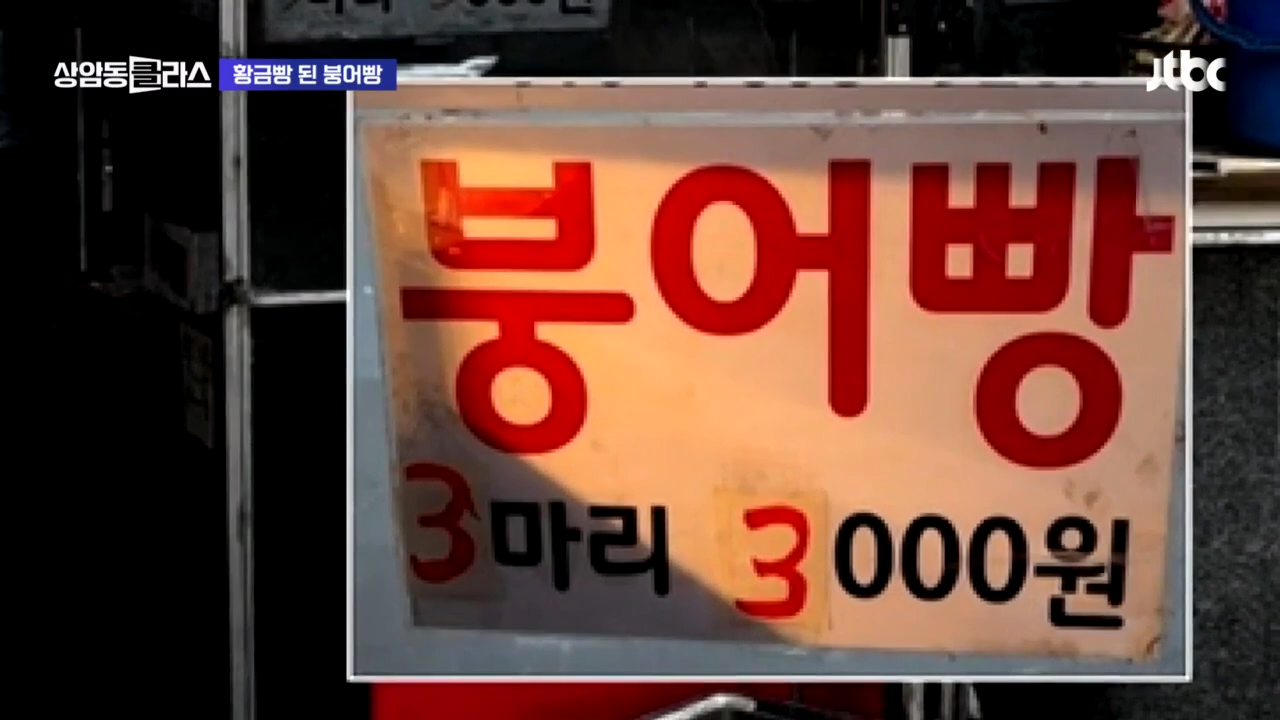 상암동클라스 황금빵 된 붕어빵
jtbc
붕어빵
3마리 3000원